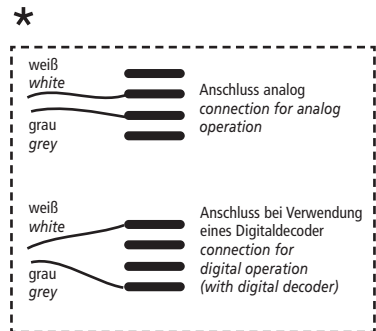 *
weiß
white
grau
grey
Anschluss analog
connection for analog
operation
weiß
white
grau
grey
Anschluss bei Verwendung
eines Digitaldecoder
connection for
digital operation
(with digital decoder)